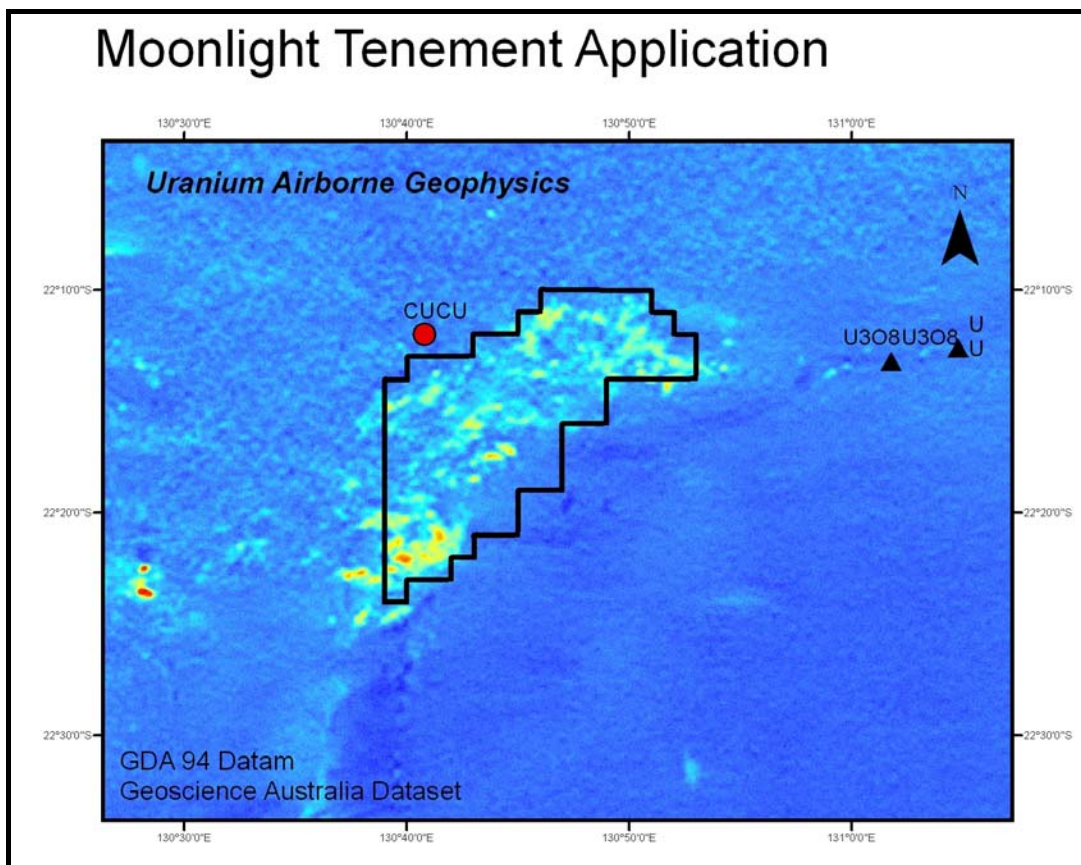 Moonlight Tenement Application
130°30'0"E 130°40'0"E 130°50'0"E 131°0'0"E
Uranium Airborne Geophysics
N
22°10'0"S 22°10'0"S
CUCU
U3O8U3O8 U
U
22°20'0"S 22°20'0"S
22°30'0"S 22°30'0"S
GDA 94 Datam
Geoscience Australia Dataset
130°30'0"E 130°40'0"E 130°50'0"E 131°0'0"E